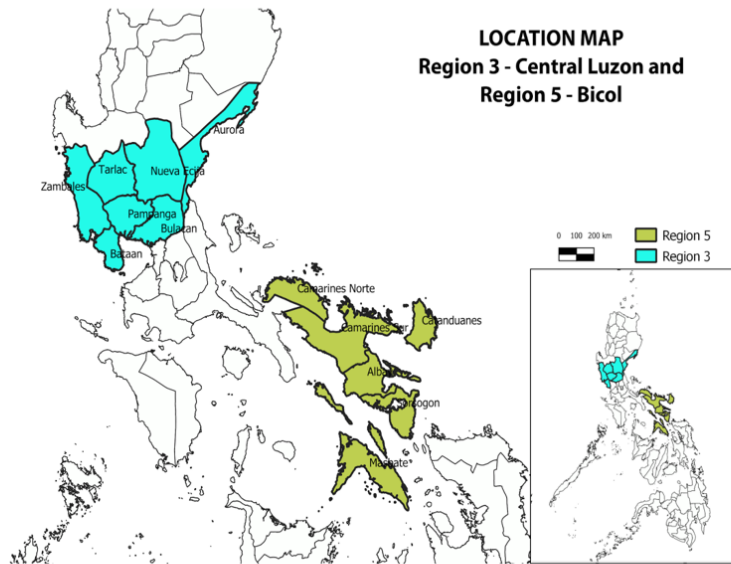 LOCATION MAP
Region 3 - Central Luzon and
Region 5 - Bicol
Aurora
Tarlac
Nueva Ecija
Zambales
Pampanga
Bulacan
Bataan
0 100 200 km
Region 5
Region 3
Camarines Norte
Catanduanes
Camarines Sur
Albay
Sorsogon
Masbate